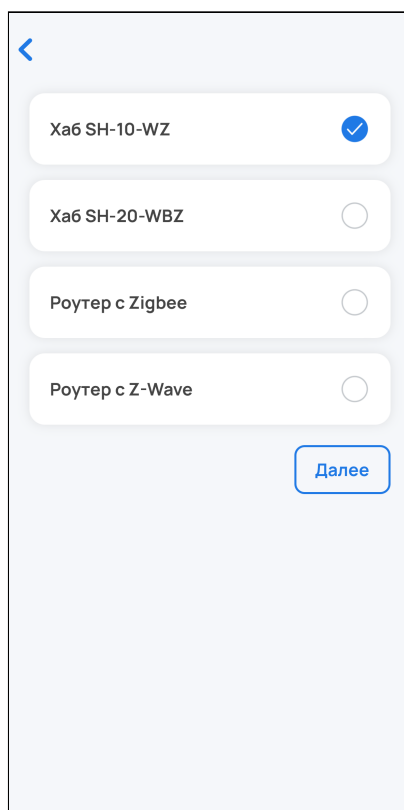 Хаб SH-10-WZ
Хаб SH-20-WBZ
Роутер с Zigbee
Роутер с Z-Wave
Далее